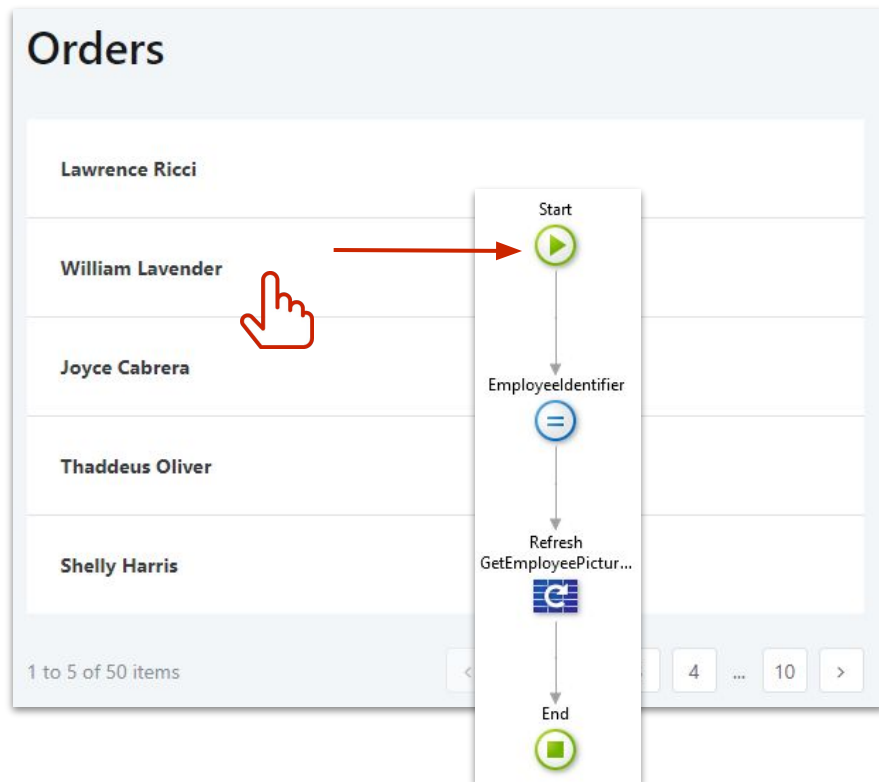 Orders
Lawrence Ricci
William Lavender
Joyce Cabrera
Thaddeus Oliver
Shelly Harris
1 to 5 of 50 items
4 ... 10
Start
EmployeeIdentifier
Refresh
GetEmployeePictur...
End